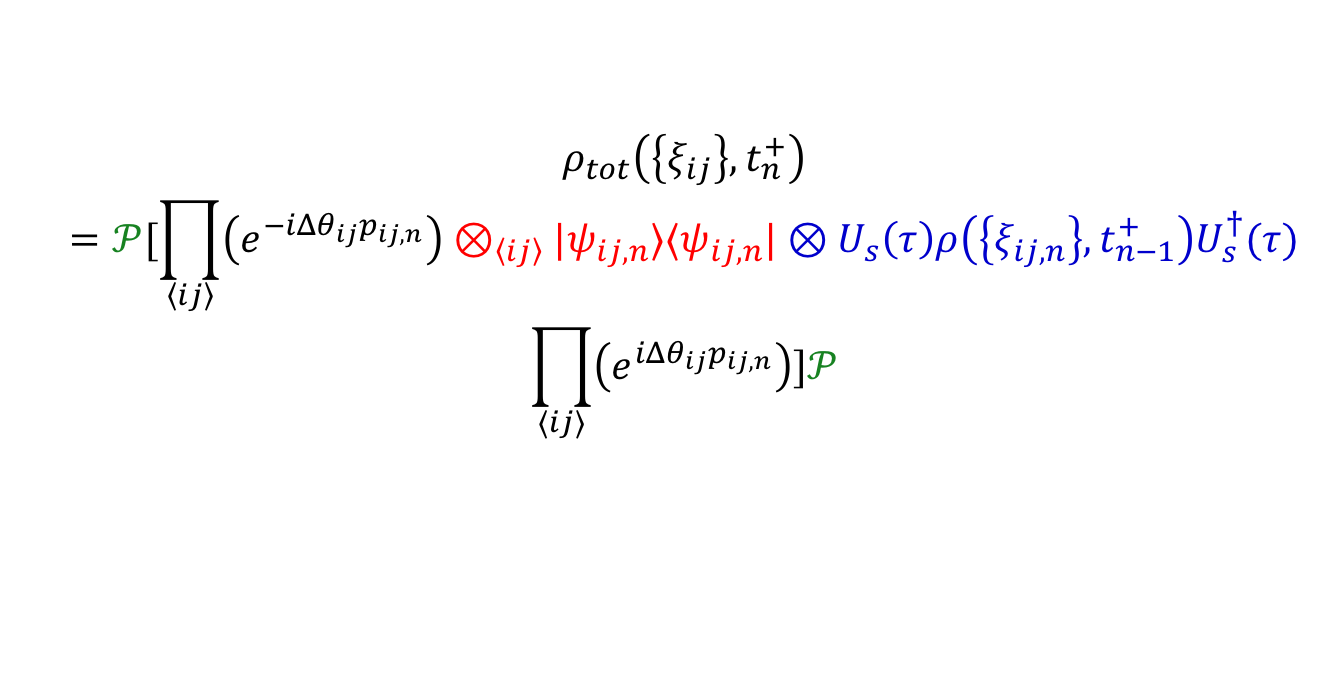 ρ_{tot}({ξ_{ij}}, t_n^+)
= 𝒫[∏_{⟨ij⟩}(e^{-iΔθ_{ij}p_{ij,n}}) ⊗_{⟨ij⟩} |ψ_{ij,n}⟩⟨ψ_{ij,n}| ⊗ U_s(τ)ρ({ξ_{ij,n}}, t_{n-1}^+)U_s^†(τ)
∏_{⟨ij⟩}(e^{iΔθ_{ij}p_{ij,n}})]𝒫